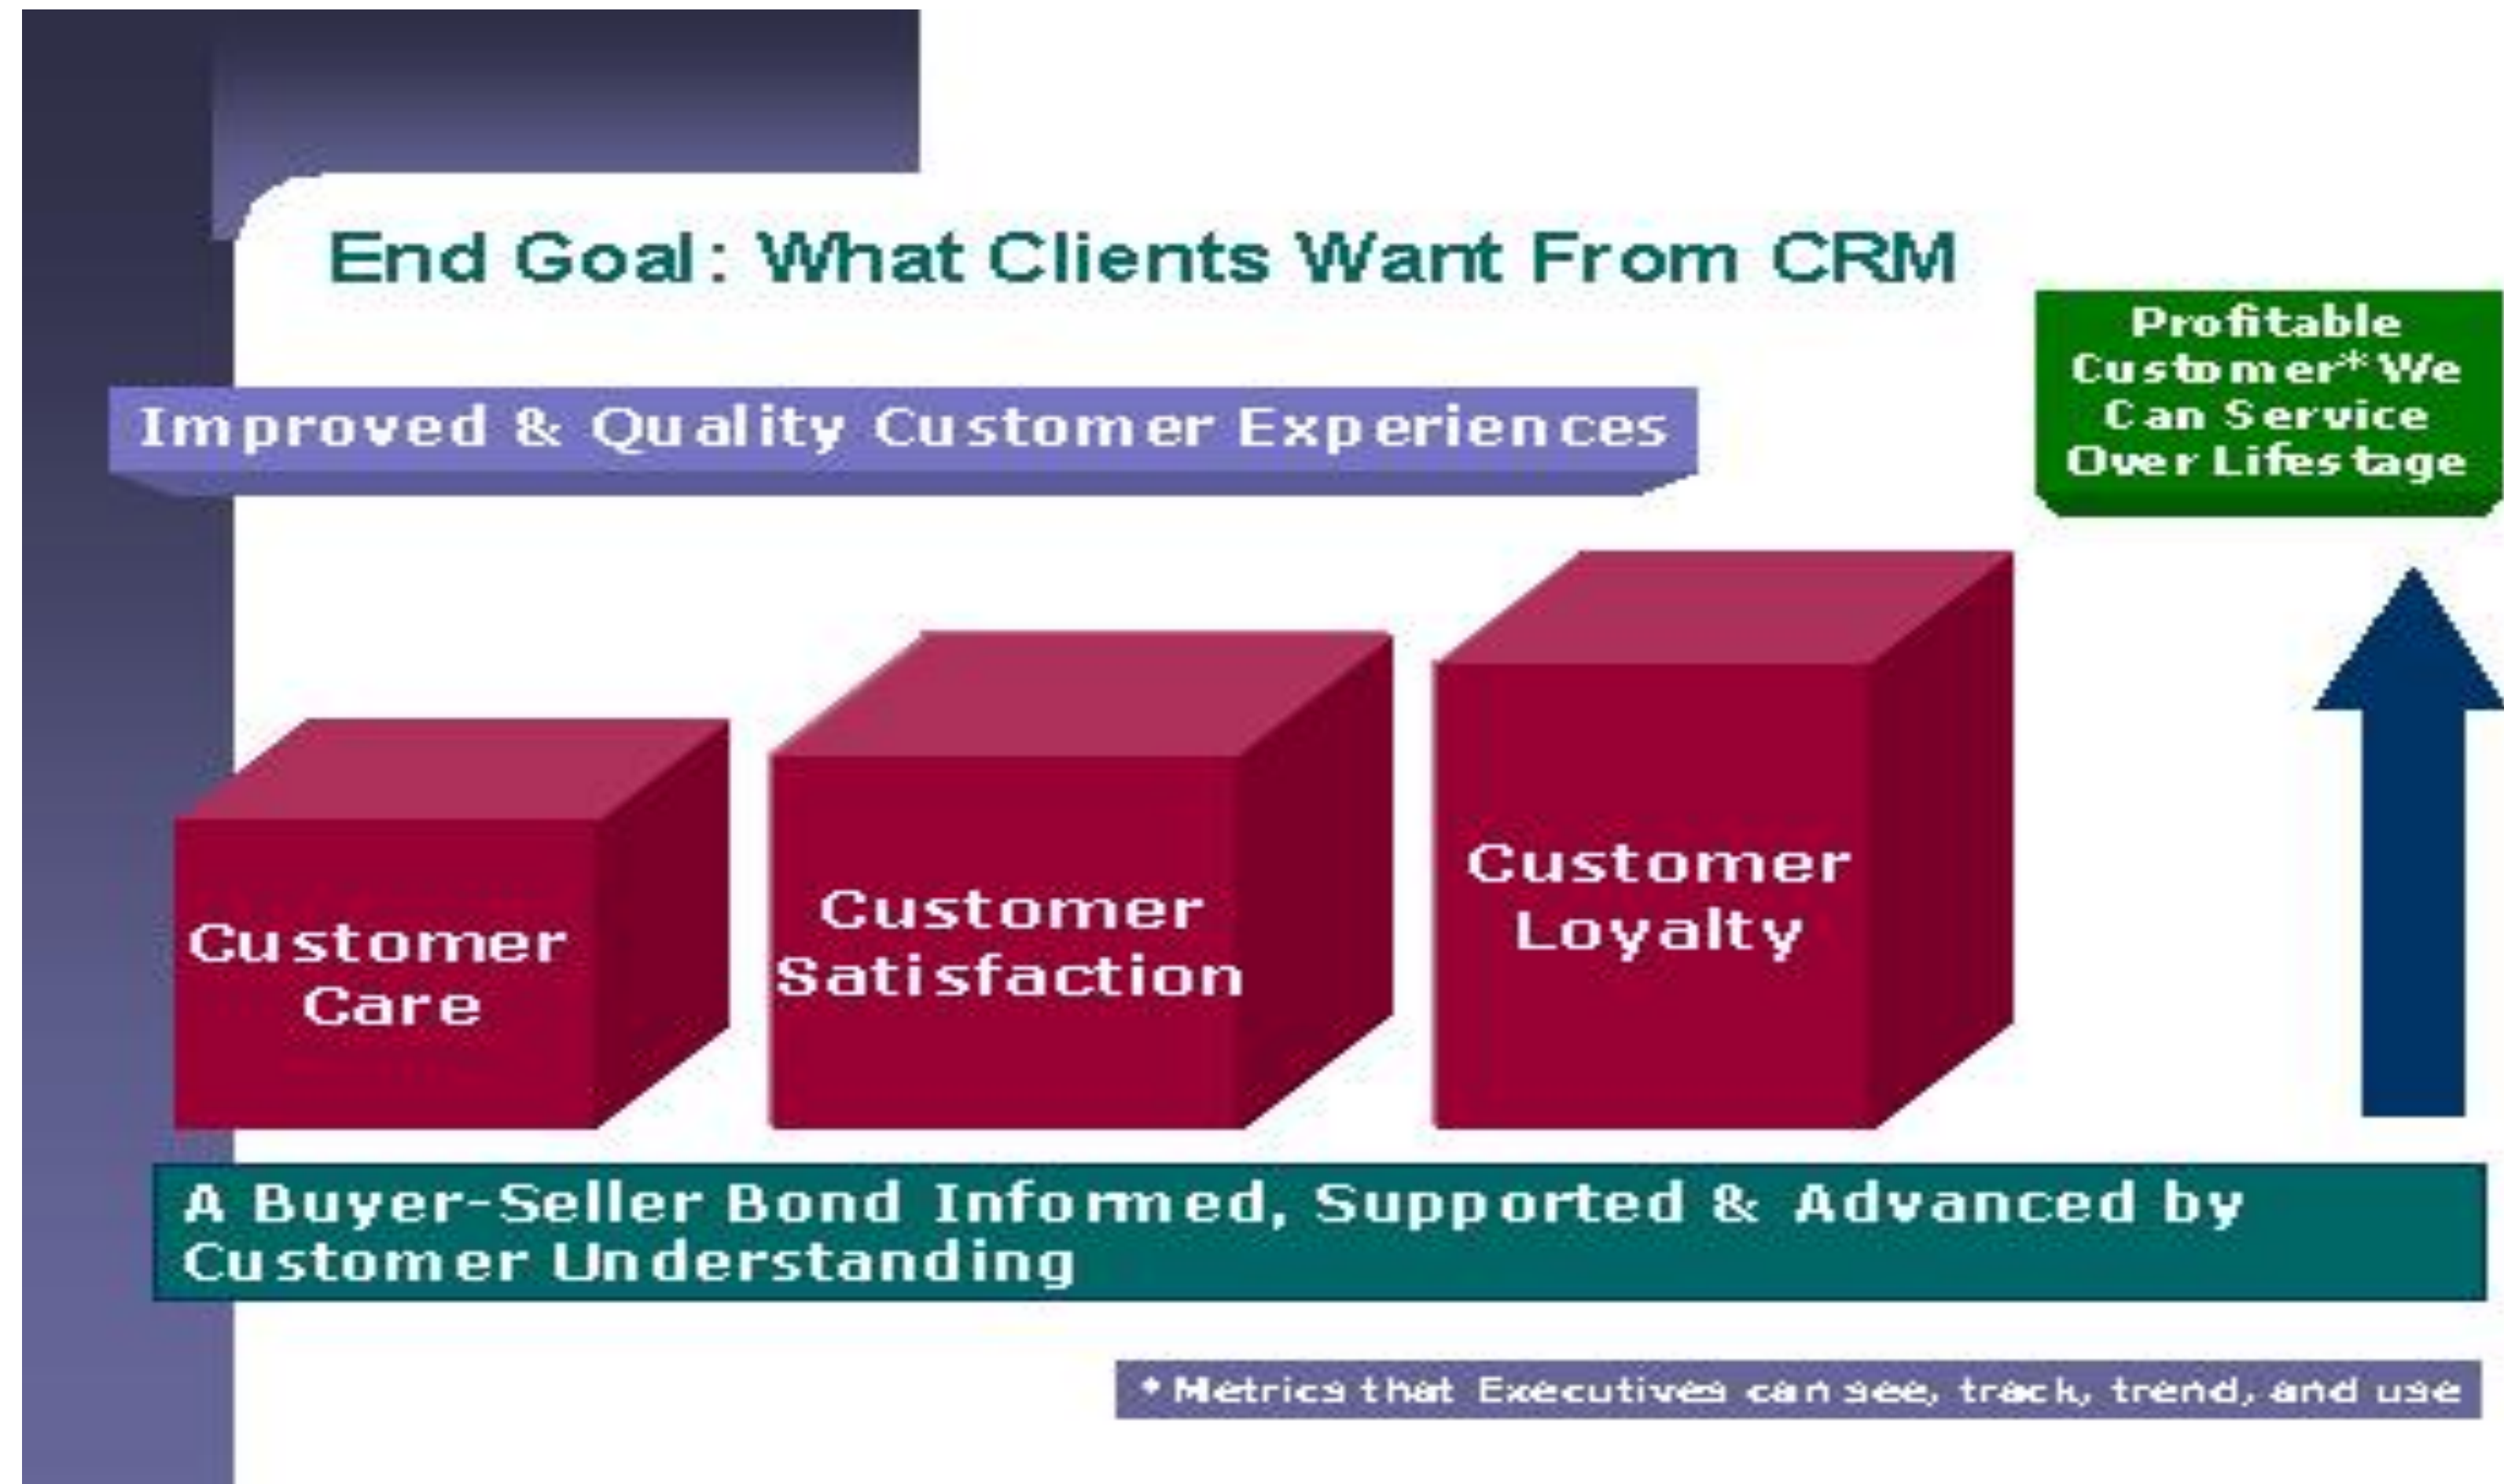 End Goal: What Clients Want From CRM
Improved & Quality Customer Experiences
Profitable
Customer* We
Can Service
Over Lifestage
Customer
Care
Customer
Satisfaction
Customer
Loyalty
A Buyer-Seller Bond Informed, Supported & Advanced by
Customer Understanding
* Metrics that Executives can see, track, trend, and use